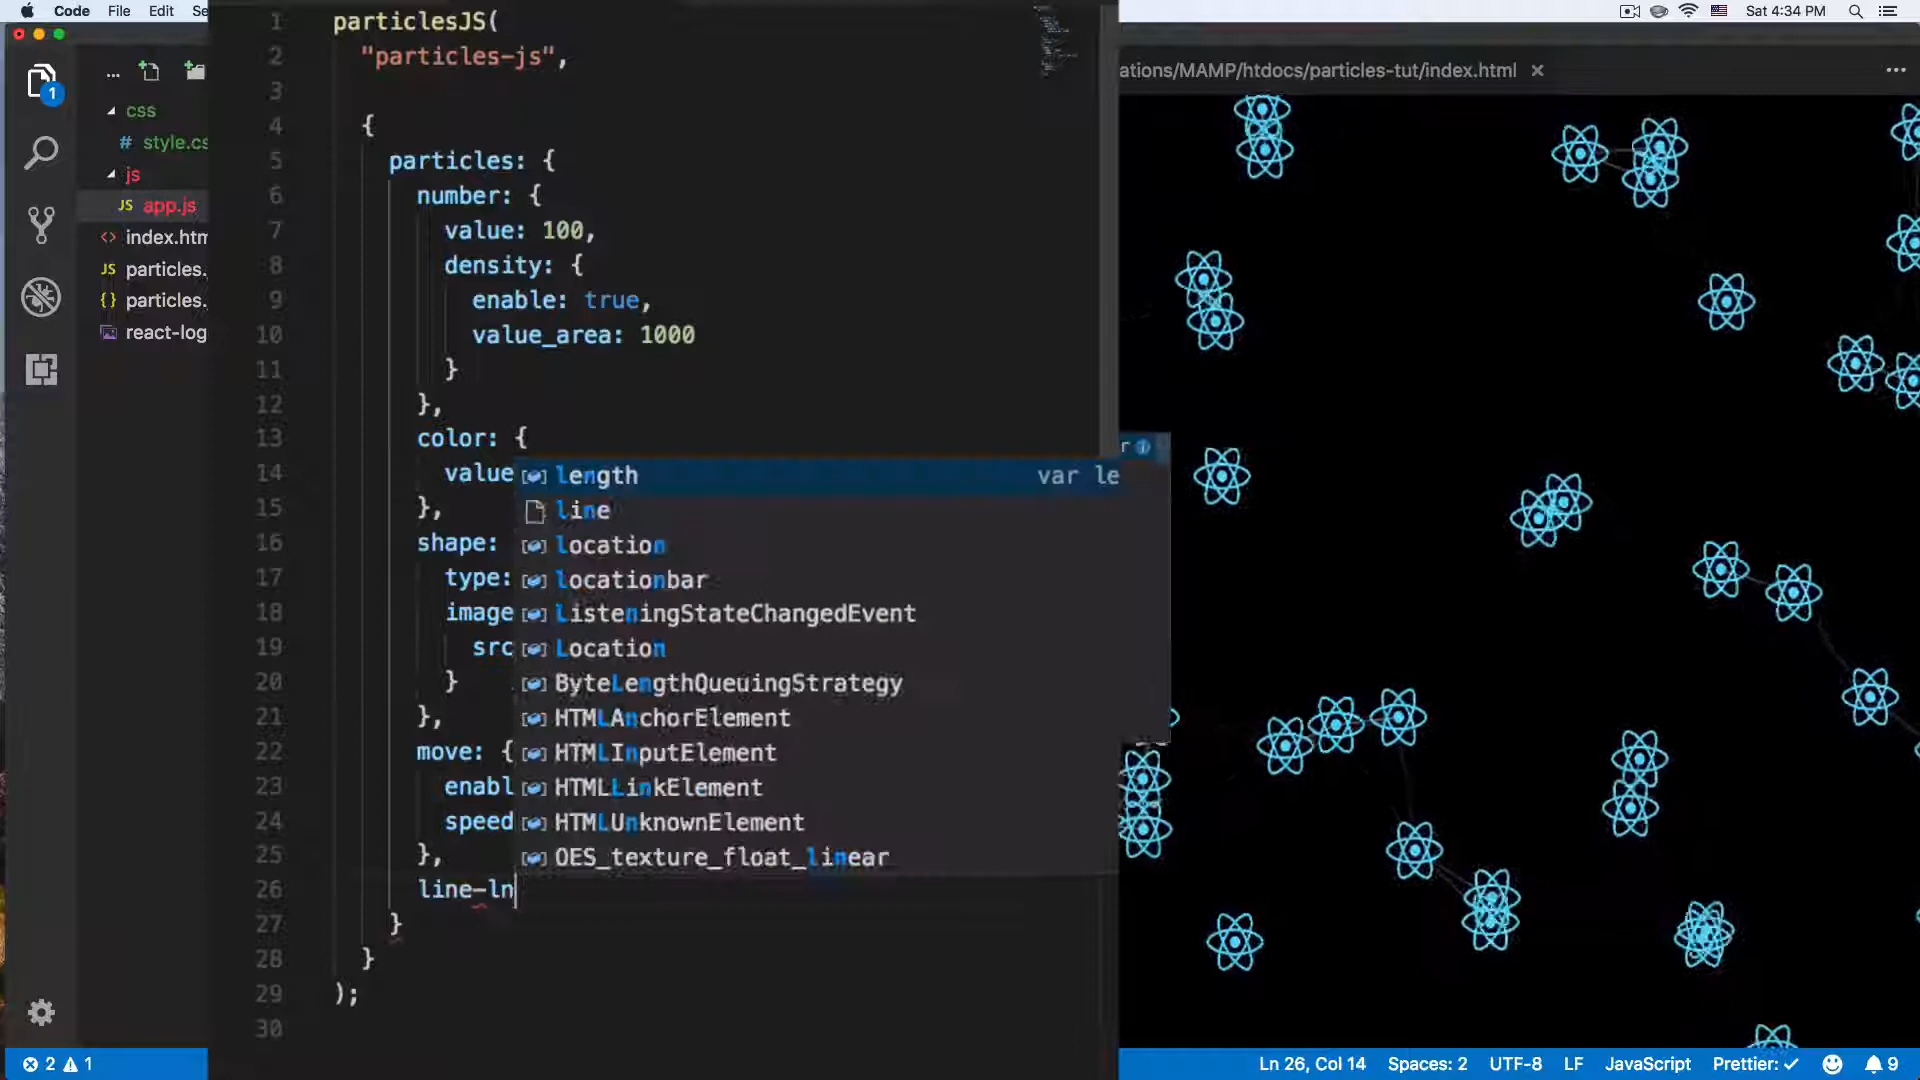 Code File Edit Se
Sat 4:34 PM
1
...
css
# style.cs
js
JS app.js
<> index.htm
JS particles.
{} particles.
react-log
2 1
1 particlesJS(
2 "particles-js",
3
4 {
5 particles: {
6 number: {
7 value: 100,
8 density: {
9 enable: true,
10 value_area: 1000
11 }
12 },
13 color: {
14 value
15 },
16 shape:
17 type:
18 image
19 src
20 }
21 },
22 move: {
23 enabl
24 speed
25 },
26 line-ln
27 }
28 }
29 );
30
length var le
line
location
locationbar
ListeningStateChangedEvent
Location
ByteLengthQueuingStrategy
HTMLAnchorElement
HTMLInputElement
HTMLLinkElement
HTMLUnknownElement
OES_texture_float_linear
r
ations/MAMP/htdocs/particles-tut/index.html
...
Ln 26, Col 14 Spaces: 2 UTF-8 LF JavaScript Prettier: ✓ 9